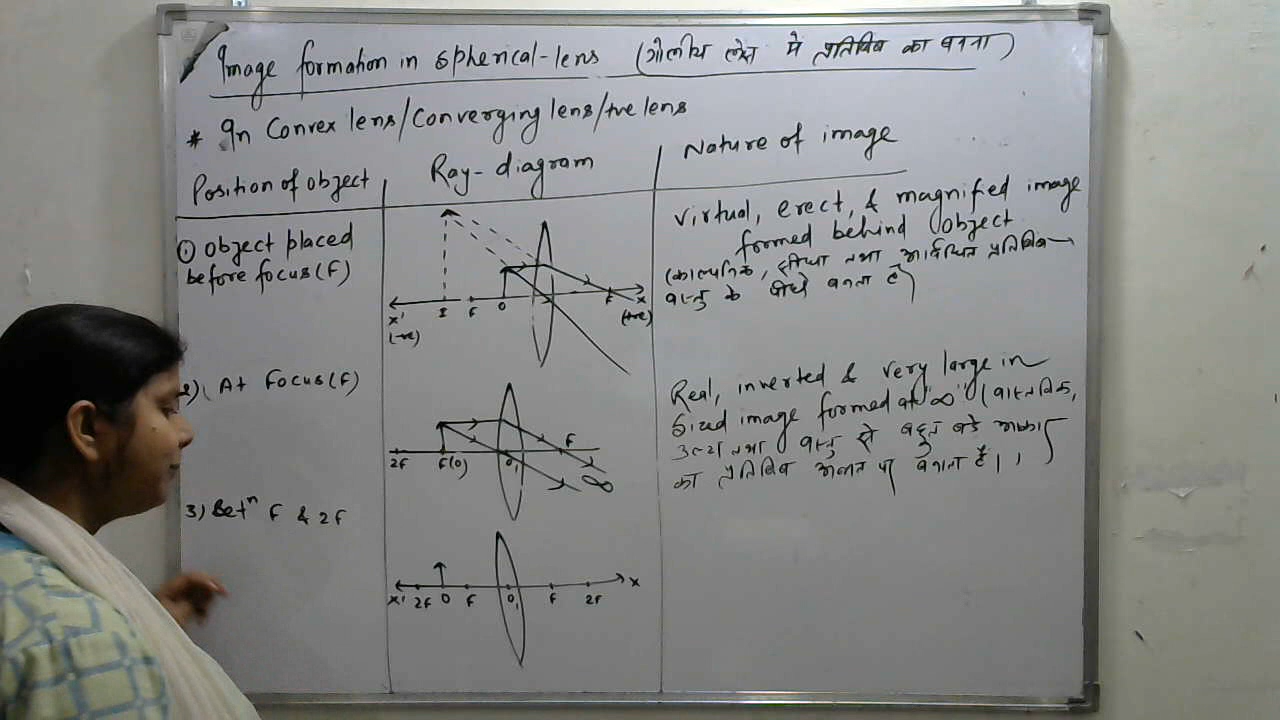 Image formation in spherical-lens (गोलीय लेंस मे प्रतिबिंब का बनना)
* In Convex lens/Converging lens/+ve lens
Position of object
Ray-diagram
Nature of image
① Object placed
before focus(F)
X' I F O F X
(-ve) (+ve)
Virtual, erect, & magnified image
formed behind object
(काल्पनिक, सीधा तथा आवर्धित प्रतिबिंब
वस्तु के पीछे बनता है)
2) At Focus(F)
2F F(O) O₁ F ∞
Real, inverted & very large in
sized image formed at "∞" (वास्तविक,
उल्टा तथा वस्तु से बहुत बड़े आकार
का प्रतिबिंब अनन्त पर बनता है।)
3) Betⁿ F & 2F
X' 2F O F O₁ F 2F X